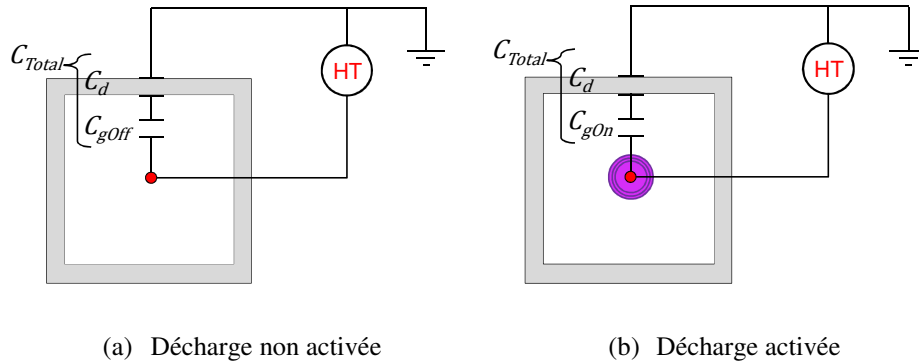 C_Total
C_d
C_gOff
HT
C_Total
C_d
C_gOn
HT
(a) Décharge non activée
(b) Décharge activée